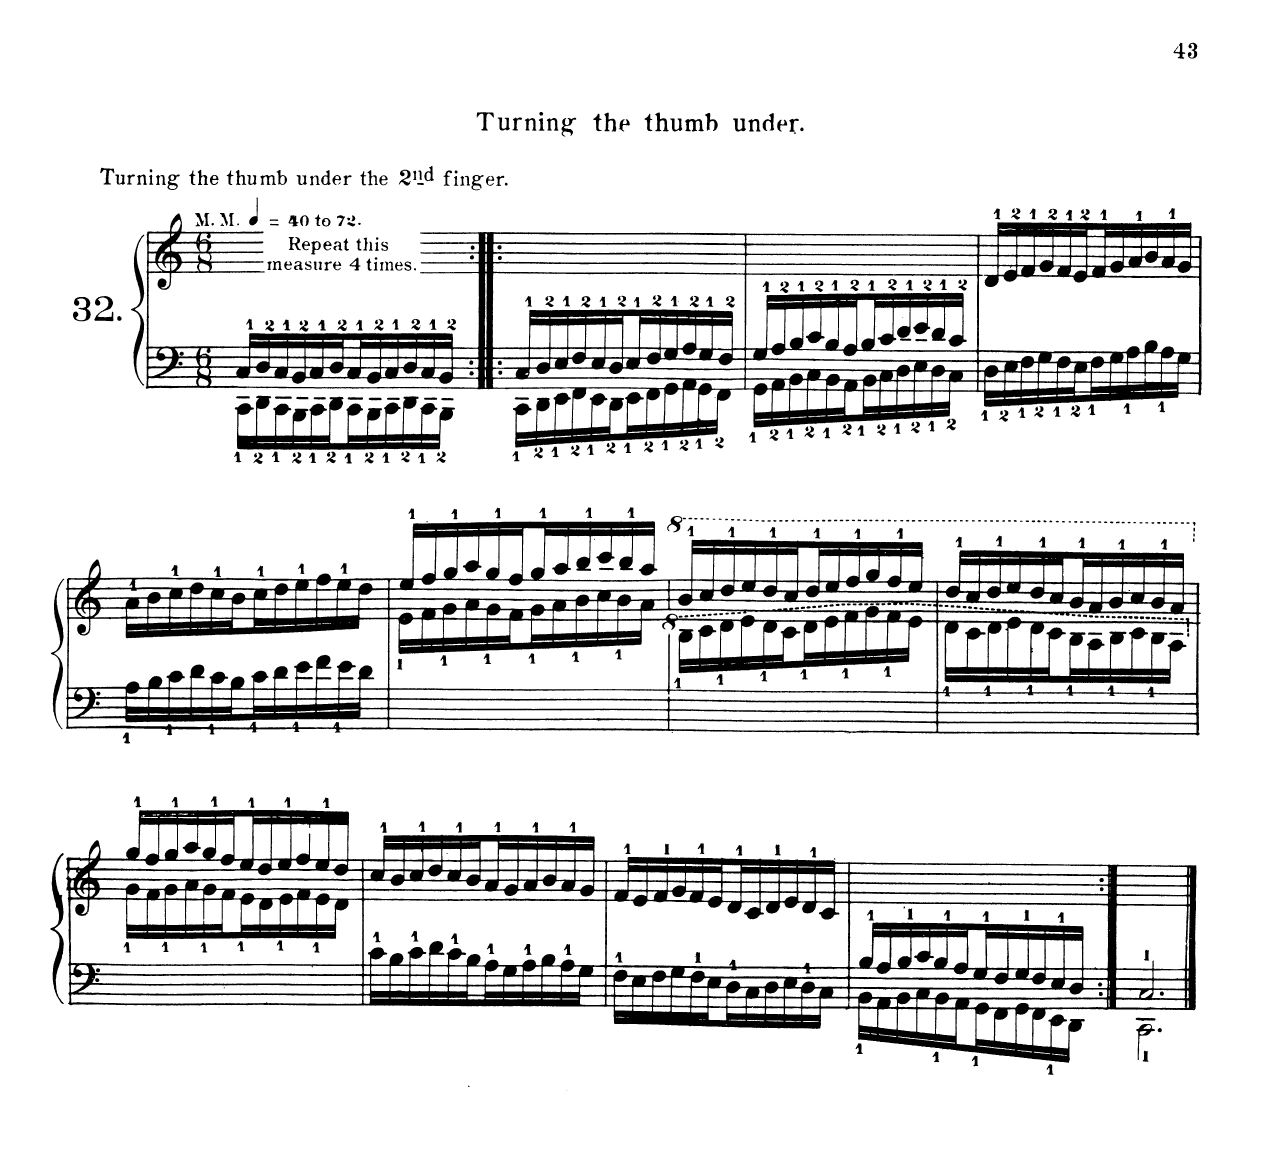 43
Turning the thumb under.
Turning the thumb under the 2nd finger.
M. M. ♩ = 40 to 72.
Repeat this
measure 4 times.
32.
6 8
1 2 1 2 1 2 1 2 1 2 1 2
1 2 1 2 1 2 1 2 1 2 1 2
1 2 1 2 1 2 1 2 1 2 1 2
1 2 1 2 1 2 1 1 1
6 8
1 2 1 2 1 2 1 2 1 2 1 2
1 2 1 2 1 2 1 2 1 2 1 2
1 2 1 2 1 2 1 2 1 2 1 2
1 2 1 2 1 2 1 1 1
1 1 1 1 1 1
1 1 1 1 1 1
8
1 1 1 1 1 1
1 1 1 1 1 1
1 1 1 1 1 1
1 1 1 1 1 1
8
1 1 1 1 1 1
1 1 1 1 1 1
1 1 1 1 1 1
1 1 1 1 1 1
1 1 1 1 1 1
1 1 1 1 1 1
1
1 1 1 1 1 1
1 1 1 1 1
1 1 1 1
1 1 1 1
1